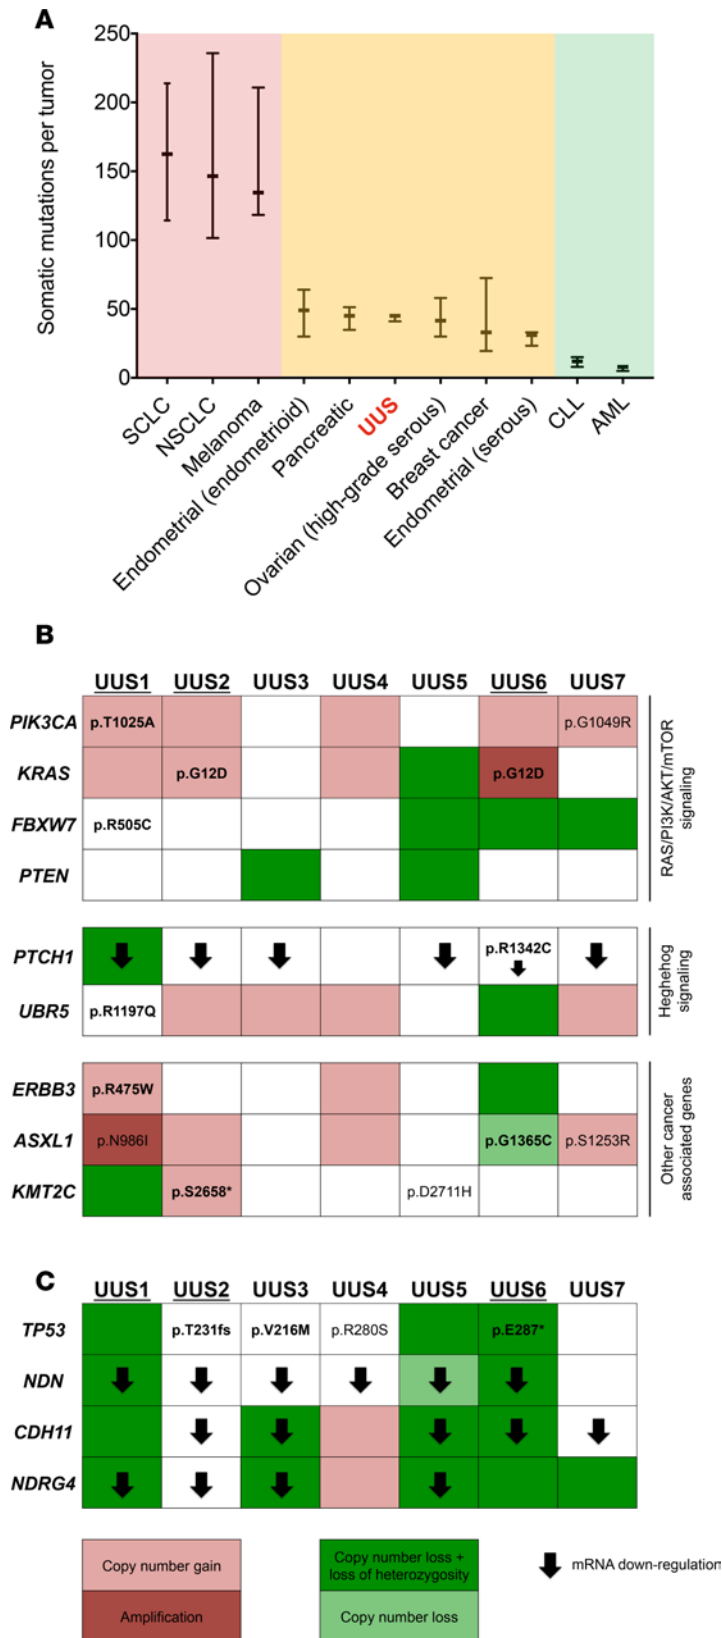 A
Somatic mutations per tumor
250
200
150
100
50
0
SCLC
NSCLC
Melanoma
Endometrial (endometrioid)
Pancreatic
UUS
Ovarian (high-grade serous)
Breast cancer
Endometrial (serous)
CLL
AML
B
UUS1 UUS2 UUS3 UUS4 UUS5 UUS6 UUS7
PIK3CA p.T1025A p.G1049R
KRAS p.G12D p.G12D
FBXW7 p.R505C
PTEN
RAS/PI3K/AKT/mTOR
signaling
PTCH1 p.R1342C
UBR5 p.R1197Q
Heghehog
signaling
ERBB3 p.R475W
ASXL1 p.N986I p.G1365C p.S1253R
KMT2C p.S2658* p.D2711H
Other cancer
associated genes
C
UUS1 UUS2 UUS3 UUS4 UUS5 UUS6 UUS7
TP53 p.T231fs p.V216M p.R280S p.E287*
NDN
CDH11
NDRG4
Copy number gain
Amplification
Copy number loss +
loss of heterozygosity
Copy number loss
mRNA down-regulation